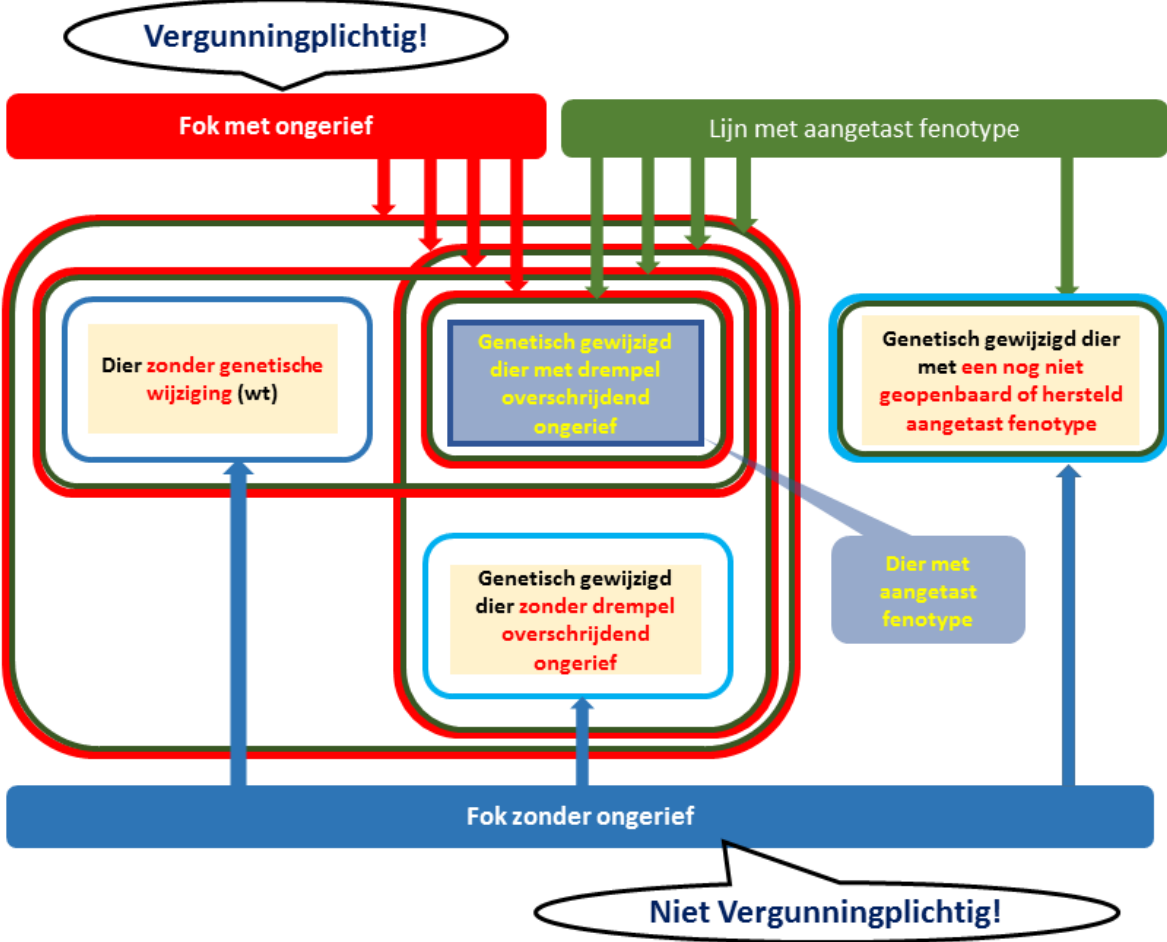 Vergunningplichtig!
Fok met ongerief
Lijn met aangetast fenotype
Dier zonder genetische
wijziging (wt)
Genetisch gewijzigd
dier met drempel
overschrijdend
ongerief
Genetisch gewijzigd dier
met een nog niet
geopenbaard of hersteld
aangetast fenotype
Genetisch gewijzigd
dier zonder drempel
overschrijdend
ongerief
Dier met
aangetast
fenotype
Fok zonder ongerief
Niet Vergunningplichtig!